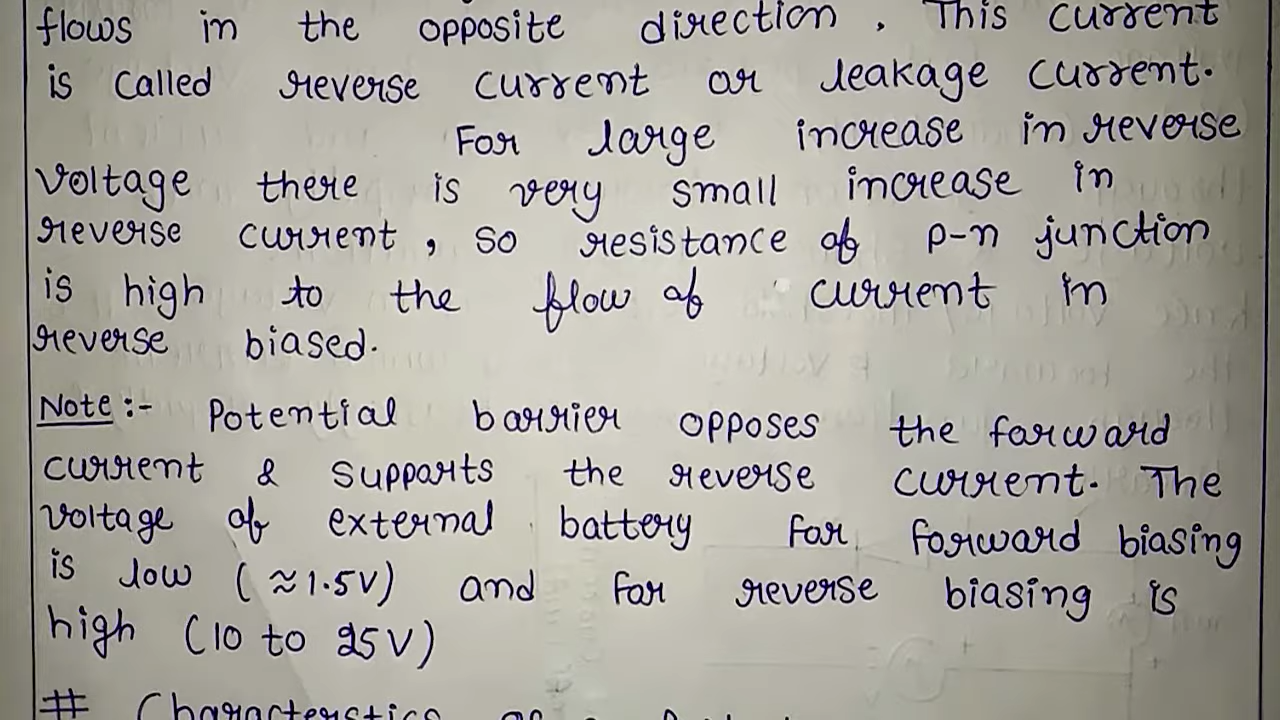 flows in the opposite direction. This current
is called reverse current or leakage current.
For large increase in reverse
voltage there is very small increase in
reverse current, so resistance of p-n junction
is high to the flow of current in
reverse biased.
Note:- Potential barrier opposes the forward
current & supports the reverse current. The
voltage of external battery for forward biasing
is low (≈1.5V) and for reverse biasing is
high (10 to 25V)
# Characterstics of a